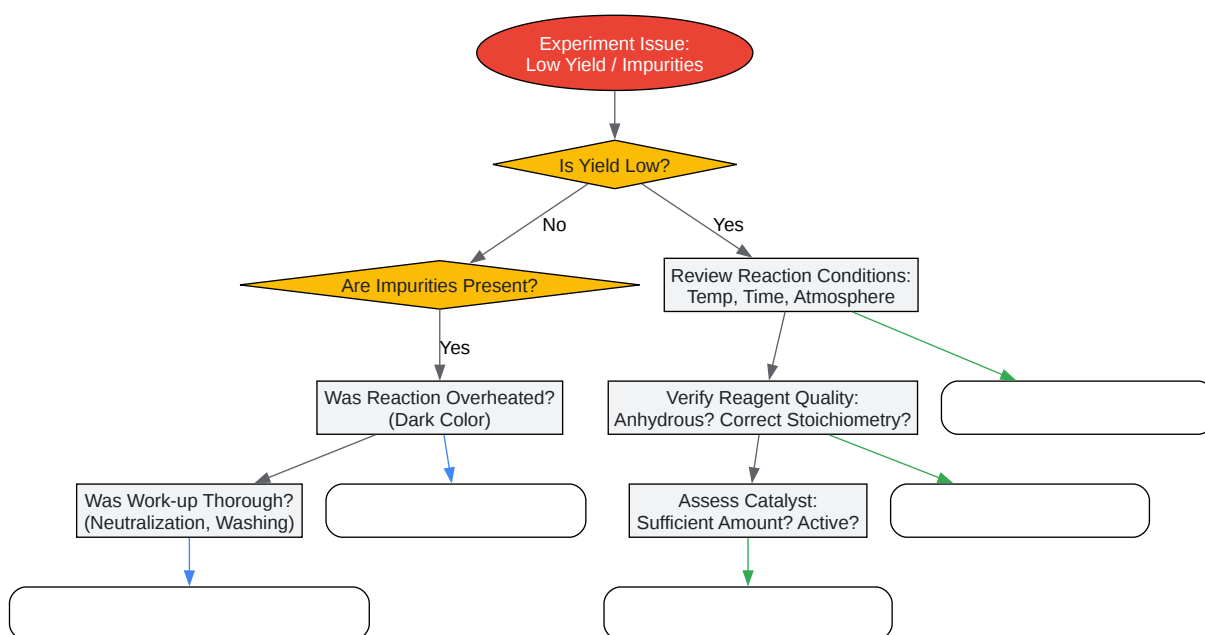 Experiment Issue:
Low Yield / Impurities
Is Yield Low?
No
Yes
Are Impurities Present?
Review Reaction Conditions:
Temp, Time, Atmosphere
Yes
Was Reaction Overheated?
(Dark Color)
Verify Reagent Quality:
Anhydrous? Correct Stoichiometry?
Was Work-up Thorough?
(Neutralization, Washing)
Assess Catalyst:
Sufficient Amount? Active?